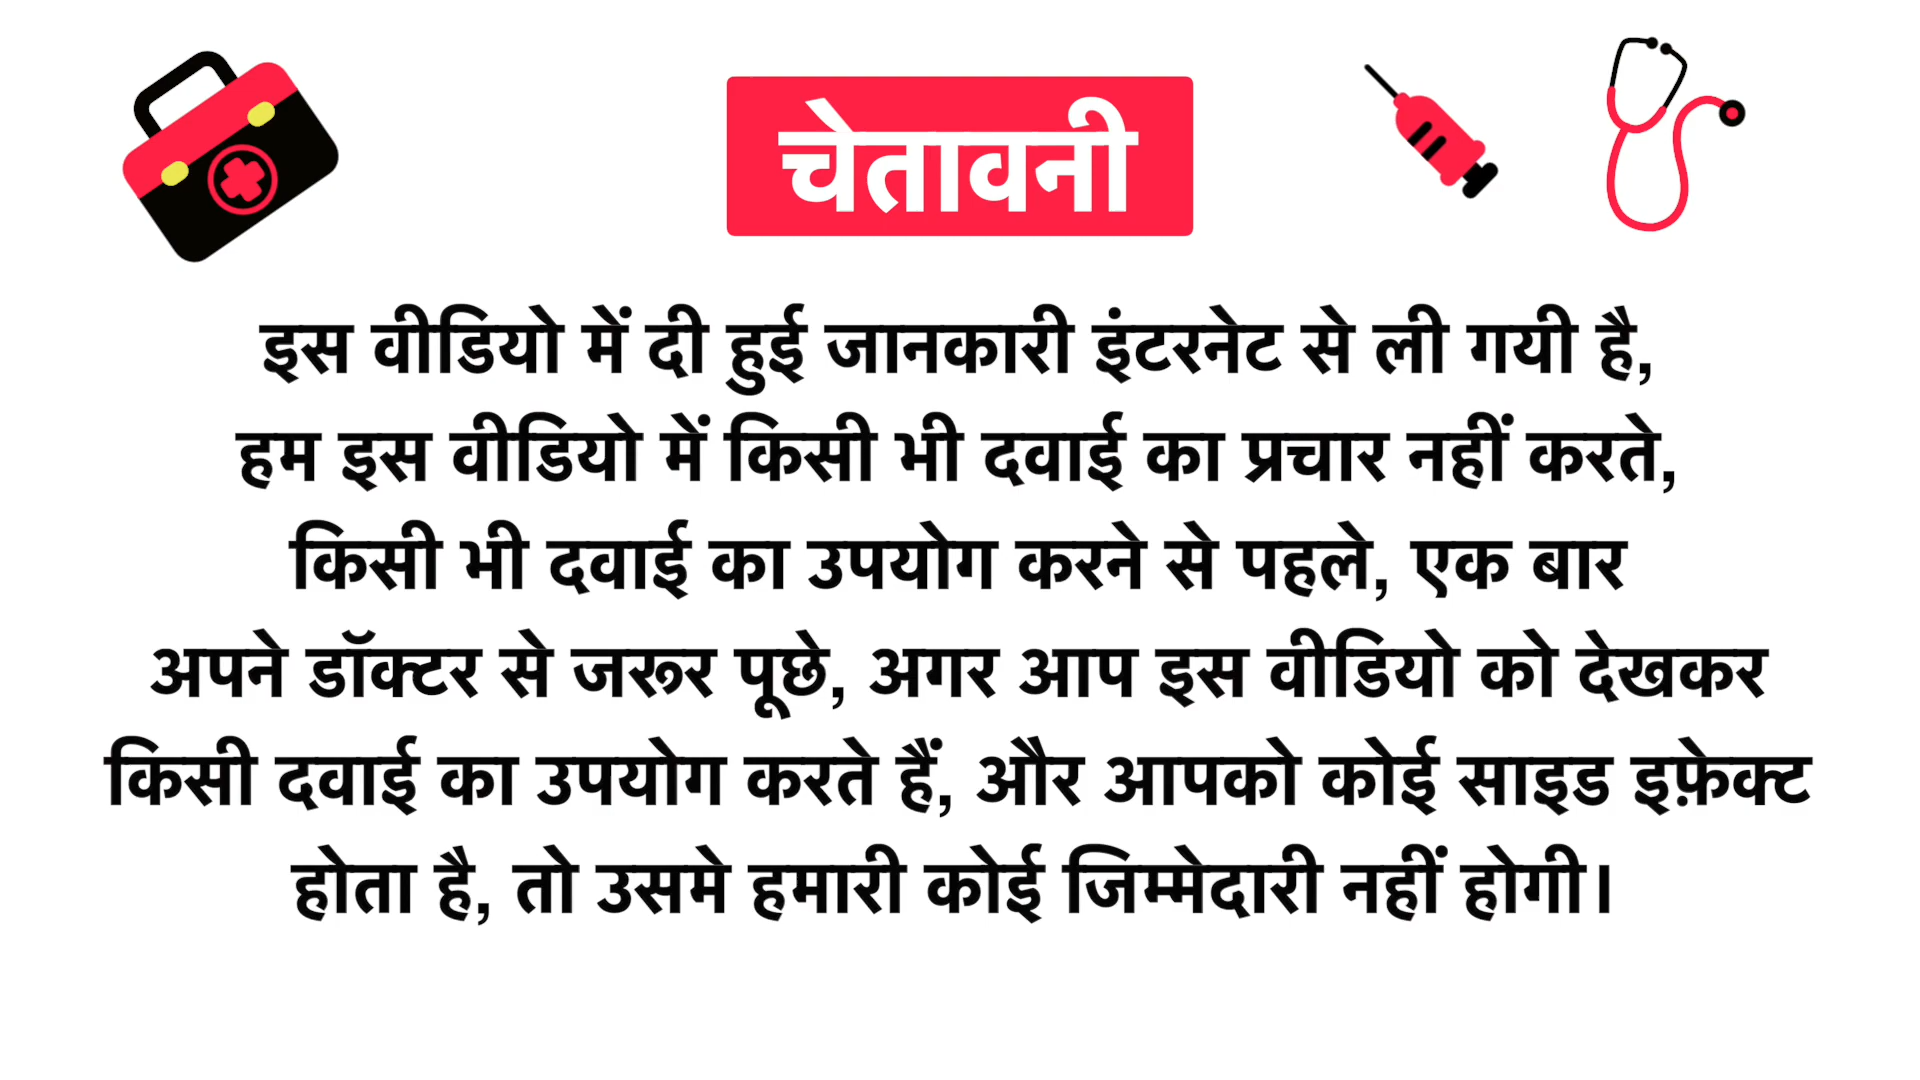 चेतावनी
इस वीडियो में दी हुई जानकारी इंटरनेट से ली गयी है,
हम इस वीडियो में किसी भी दवाई का प्रचार नहीं करते,
किसी भी दवाई का उपयोग करने से पहले, एक बार
अपने डॉक्टर से जरूर पूछे, अगर आप इस वीडियो को देखकर
किसी दवाई का उपयोग करते हैं, और आपको कोई साइड इफ़ेक्ट
होता है, तो उसमे हमारी कोई जिम्मेदारी नहीं होगी।